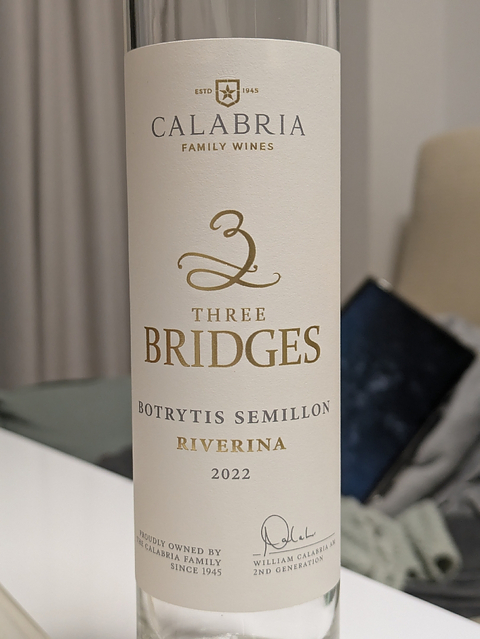 ESTD 1945
CALABRIA
FAMILY WINES
3
THREE
BRIDGES
BOTRYTIS SEMILLON
RIVERINA
2022
PROUDLY OWNED BY
THE CALABRIA FAMILY
SINCE 1945
WILLIAM CALABRIA AM
2ND GENERATION